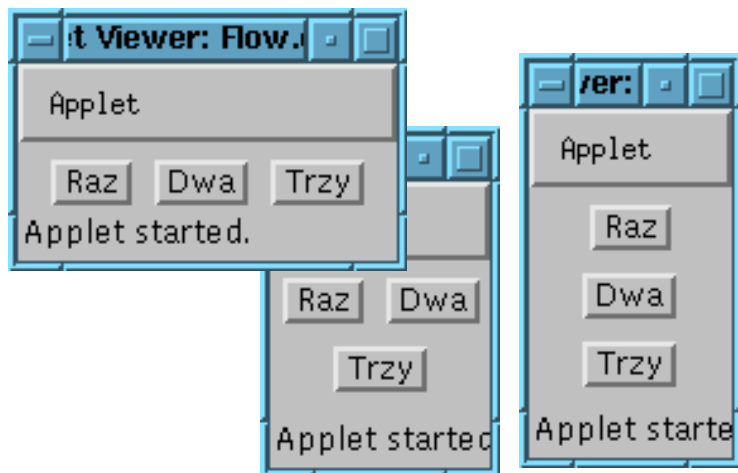 t Viewer: Flow.
Applet
Raz Dwa Trzy
Applet started.
Raz Dwa
Trzy
Applet started
ver:
Applet
Raz
Dwa
Trzy
Applet starte